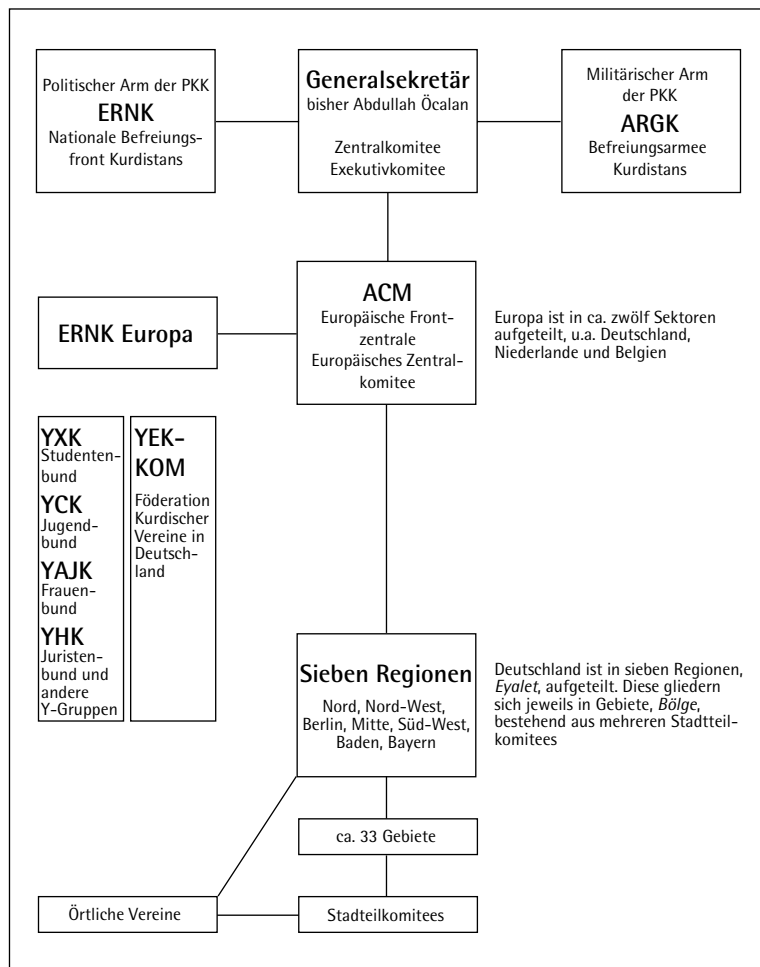 Politischer Arm der PKK
ERNK
Nationale Befreiungs-
front Kurdistans
Generalsekretär
bisher Abdullah Öcalan
Zentralkomitee
Exekutivkomitee
Militärischer Arm
der PKK
ARGK
Befreiungsarmee
Kurdistans
ERNK Europa
ACM
Europäische Front-
zentrale
Europäisches Zentral-
komitee
Europa ist in ca. zwölf Sektoren
aufgeteilt, u.a. Deutschland,
Niederlande und Belgien
YXK
Studenten-
bund
YCK
Jugend-
bund
YAJK
Frauen-
bund
YHK
Juristen-
bund und
andere
Y-Gruppen
YEK-
KOM
Föderation
Kurdischer
Vereine in
Deutsch-
land
Sieben Regionen
Nord, Nord-West,
Berlin, Mitte, Süd-West,
Baden, Bayern
Deutschland ist in sieben Regionen,
Eyalet, aufgeteilt. Diese gliedern
sich jeweils in Gebiete, Bölge,
bestehend aus mehreren Stadtteil-
komitees
ca. 33 Gebiete
Örtliche Vereine
Stadteilkomitees